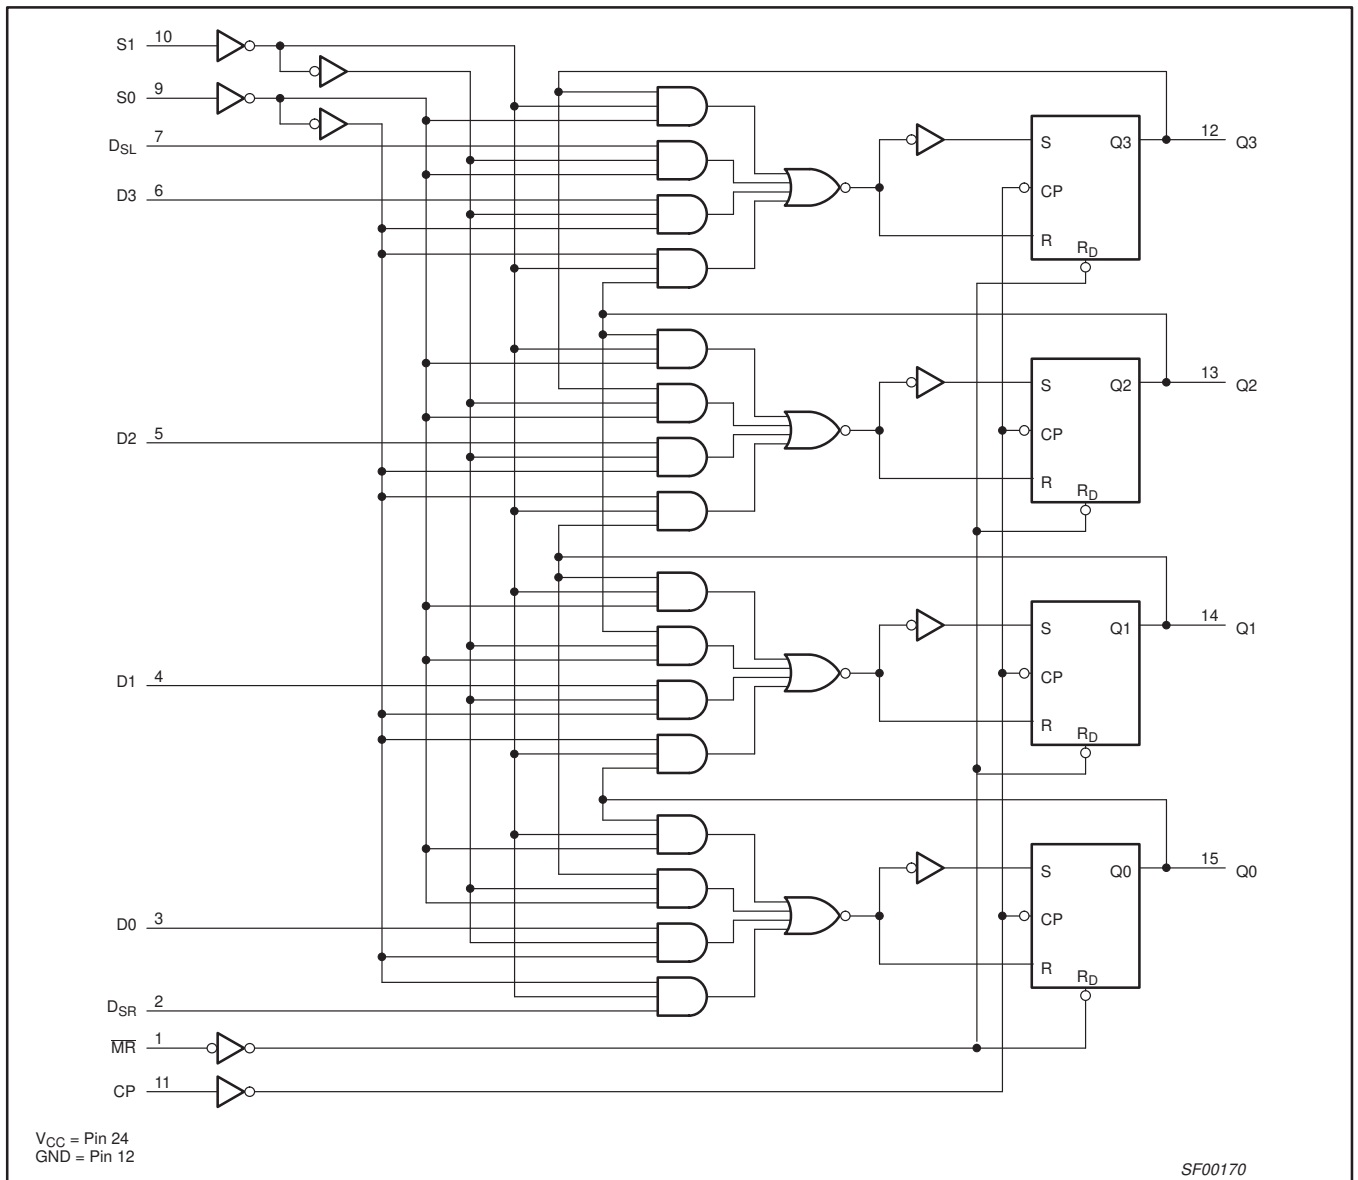 S1 10
S0 9
DSL 7
D3 6
S Q3 12 Q3
CP
R RD
S Q2 13 Q2
D2 5
CP
R RD
S Q1 14 Q1
D1 4
CP
R RD
S Q0 15 Q0
D0 3
CP
R RD
DSR 2
MR 1
CP 11
VCC = Pin 24
GND = Pin 12
SF00170